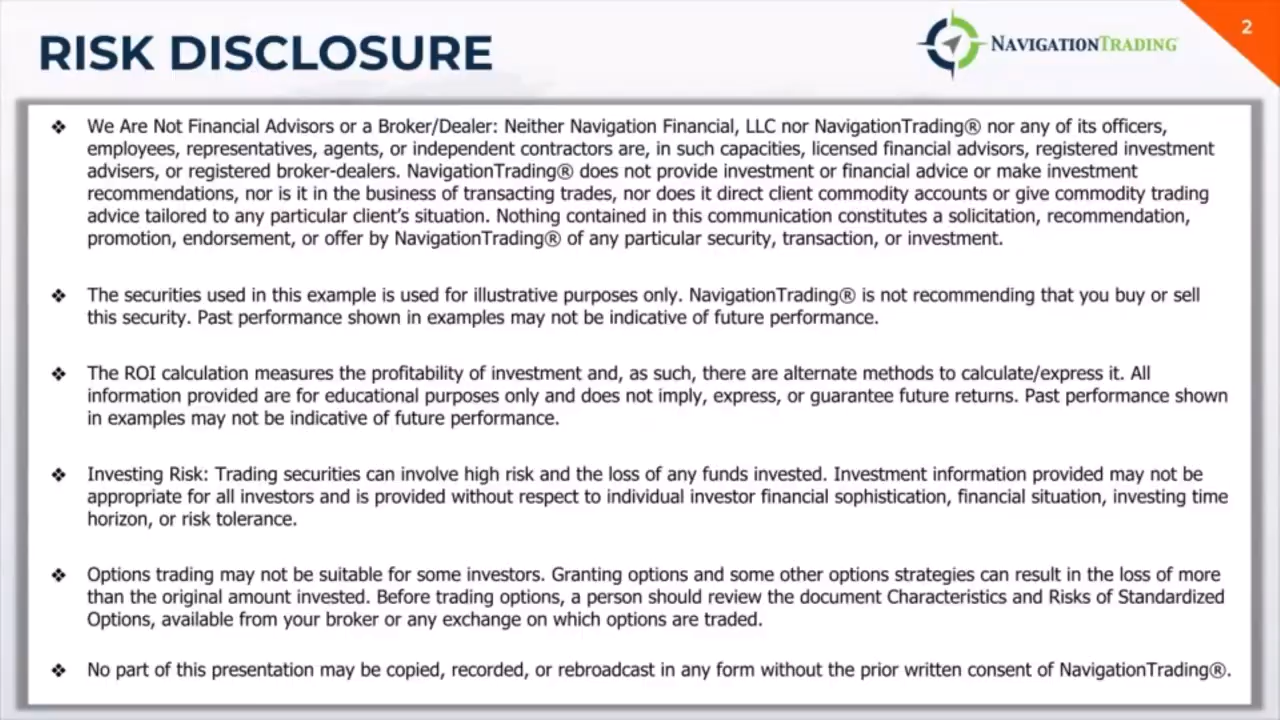 RISK DISCLOSURE
NAVIGATIONTRADING
2
❖ We Are Not Financial Advisors or a Broker/Dealer: Neither Navigation Financial, LLC nor NavigationTrading® nor any of its officers,
employees, representatives, agents, or independent contractors are, in such capacities, licensed financial advisors, registered investment
advisers, or registered broker-dealers. NavigationTrading® does not provide investment or financial advice or make investment
recommendations, nor is it in the business of transacting trades, nor does it direct client commodity accounts or give commodity trading
advice tailored to any particular client's situation. Nothing contained in this communication constitutes a solicitation, recommendation,
promotion, endorsement, or offer by NavigationTrading® of any particular security, transaction, or investment.
❖ The securities used in this example is used for illustrative purposes only. NavigationTrading® is not recommending that you buy or sell
this security. Past performance shown in examples may not be indicative of future performance.
❖ The ROI calculation measures the profitability of investment and, as such, there are alternate methods to calculate/express it. All
information provided are for educational purposes only and does not imply, express, or guarantee future returns. Past performance shown
in examples may not be indicative of future performance.
❖ Investing Risk: Trading securities can involve high risk and the loss of any funds invested. Investment information provided may not be
appropriate for all investors and is provided without respect to individual investor financial sophistication, financial situation, investing time
horizon, or risk tolerance.
❖ Options trading may not be suitable for some investors. Granting options and some other options strategies can result in the loss of more
than the original amount invested. Before trading options, a person should review the document Characteristics and Risks of Standardized
Options, available from your broker or any exchange on which options are traded.
❖ No part of this presentation may be copied, recorded, or rebroadcast in any form without the prior written consent of NavigationTrading®.